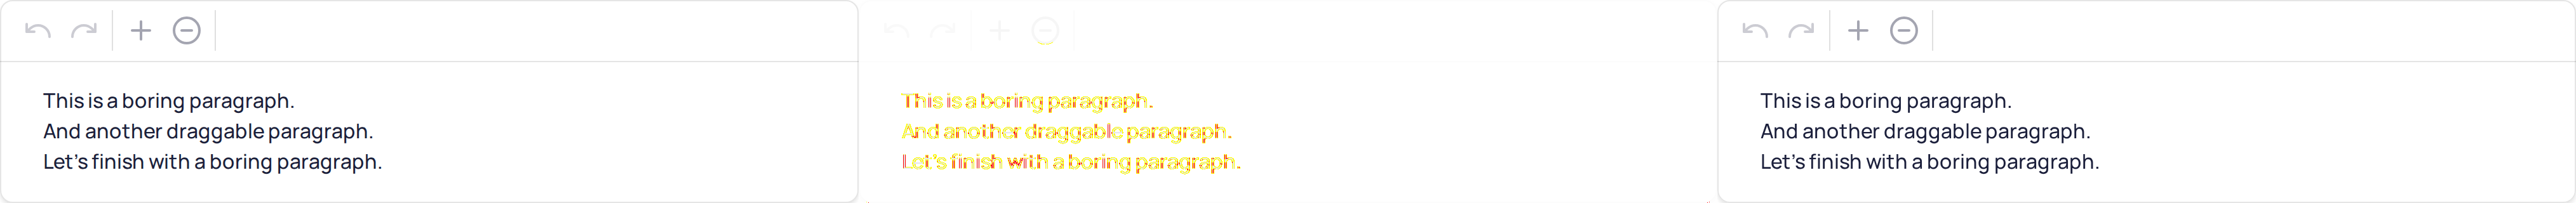 This is a boring paragraph.
And another draggable paragraph.
Let's finish with a boring paragraph.
This is a boring paragraph.
And another draggable paragraph.
Let's finish with a boring paragraph.
This is a boring paragraph.
And another draggable paragraph.
Let's finish with a boring paragraph.